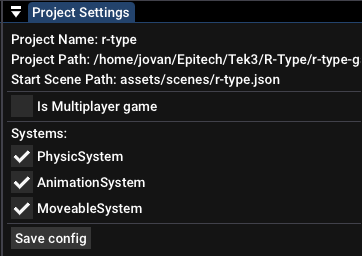 Project Settings
Project Name: r-type
Project Path: /home/jovan/Epitech/Tek3/R-Type/r-type-g
Start Scene Path: assets/scenes/r-type.json
Is Multiplayer game
Systems:
PhysicSystem
AnimationSystem
MoveableSystem
Save config